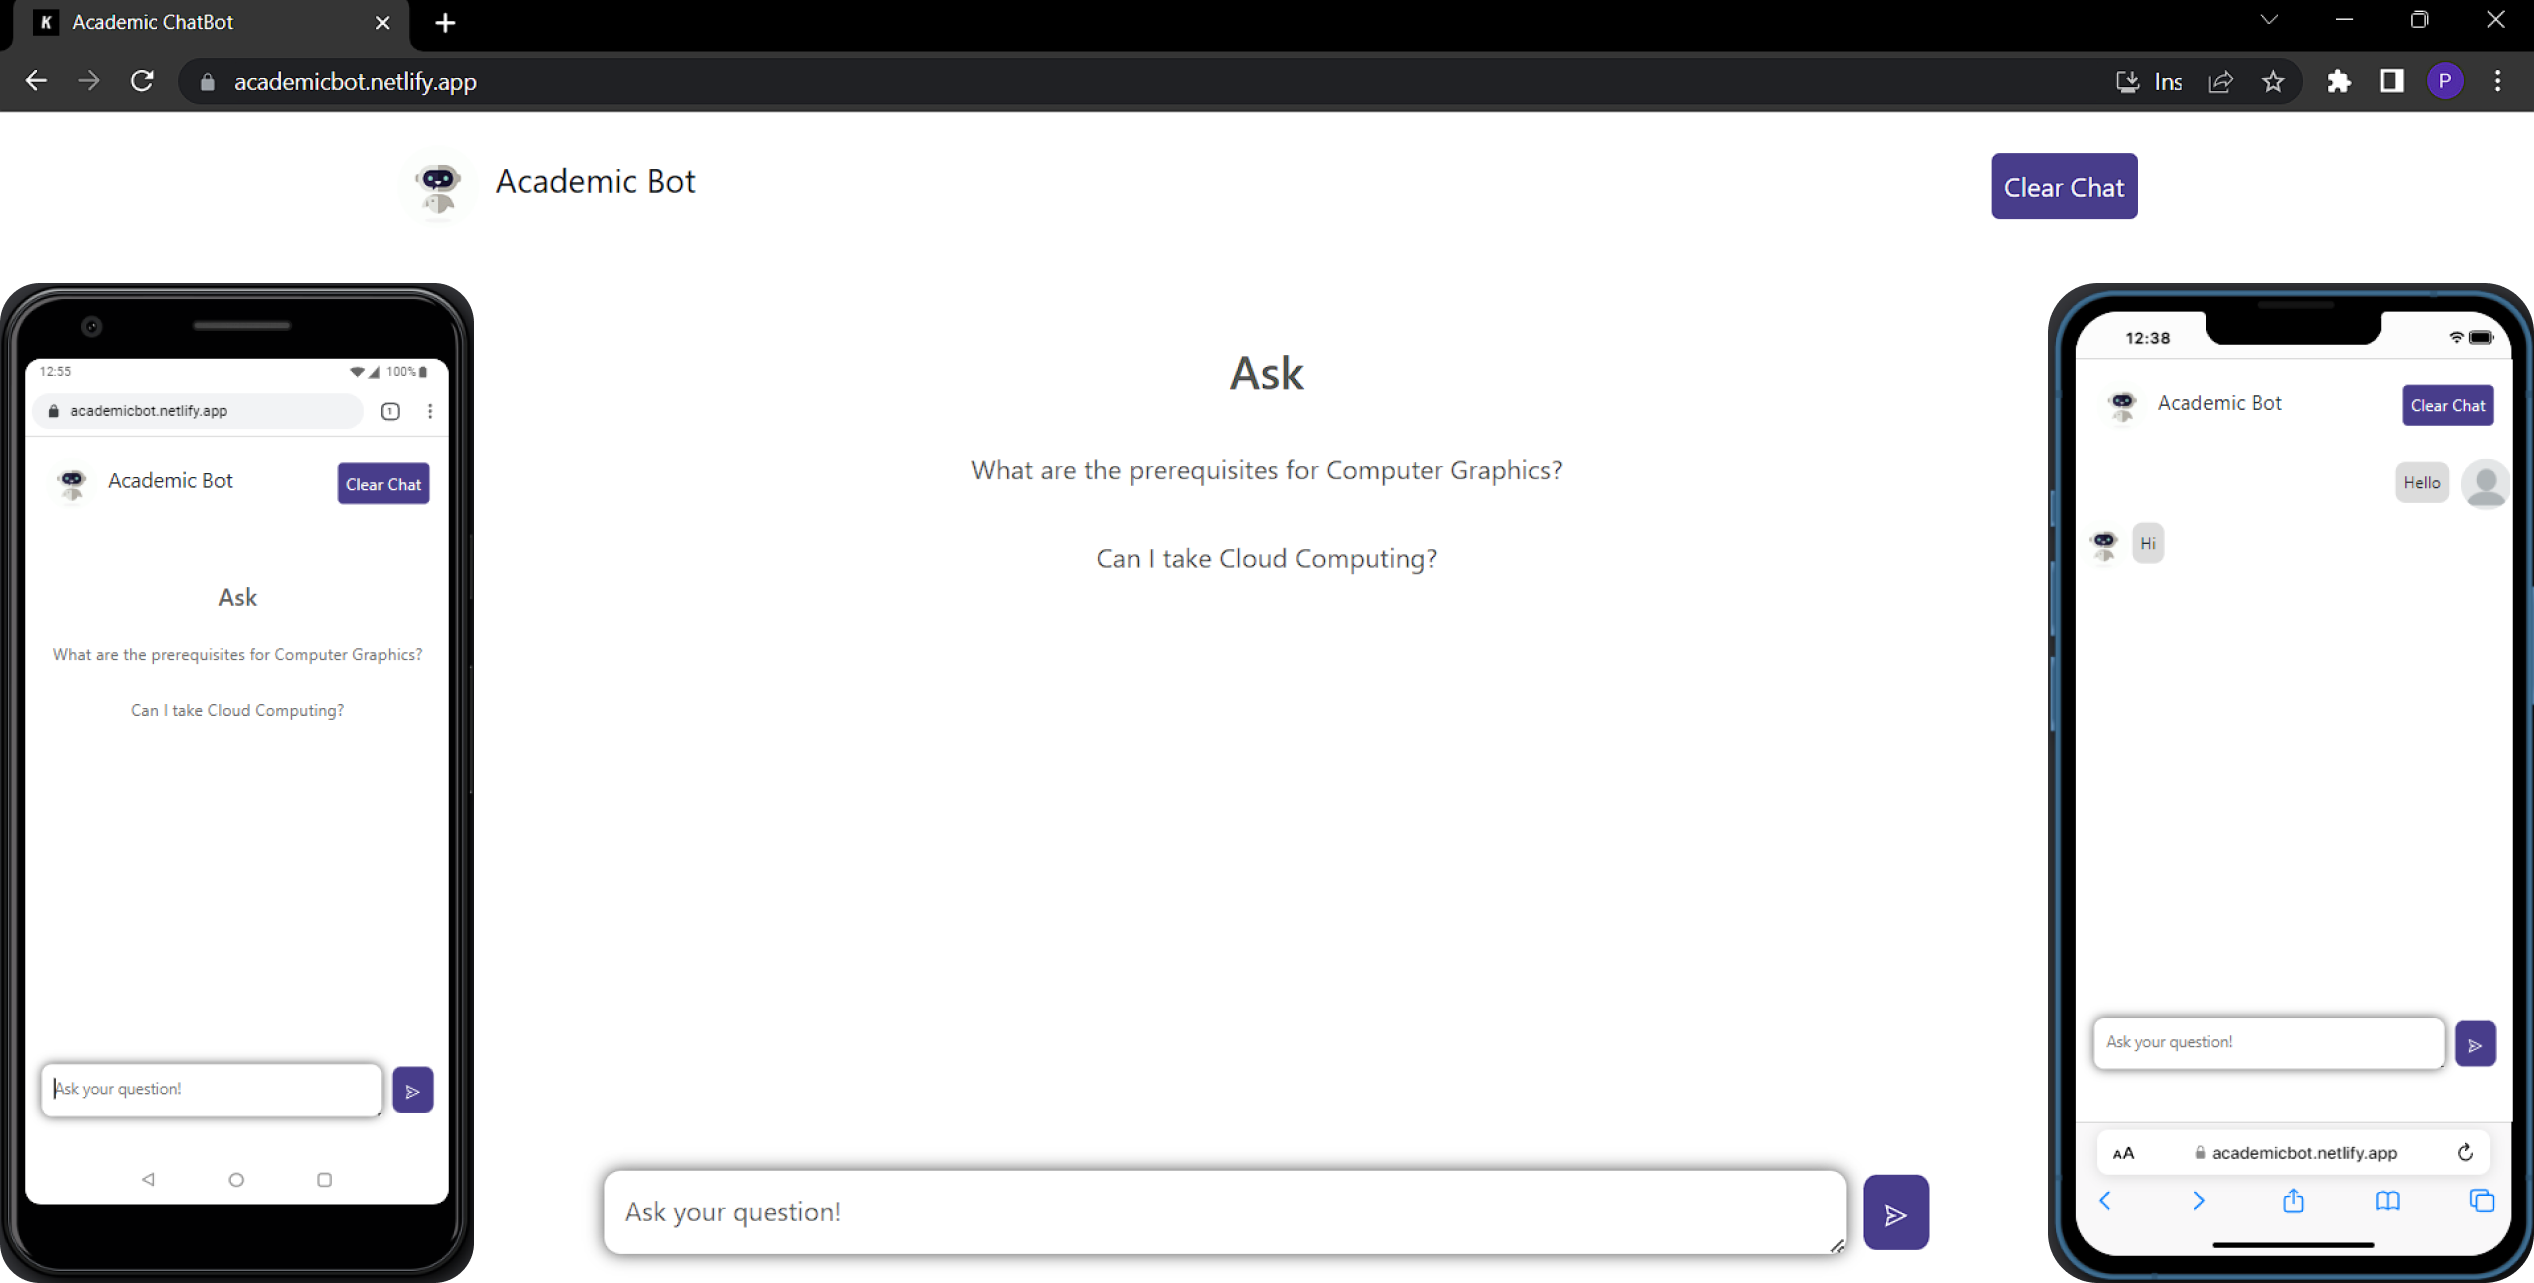 K Academic ChatBot
academicbot.netlify.app Ins P
Academic Bot Clear Chat
Ask
What are the prerequisites for Computer Graphics?
Can I take Cloud Computing?
Ask your question!
12:55 100%
academicbot.netlify.app 1
Academic Bot Clear Chat
Ask
What are the prerequisites for Computer Graphics?
Can I take Cloud Computing?
Ask your question!
12:38
Academic Bot Clear Chat
Hello
Hi
Ask your question!
AA academicbot.netlify.app